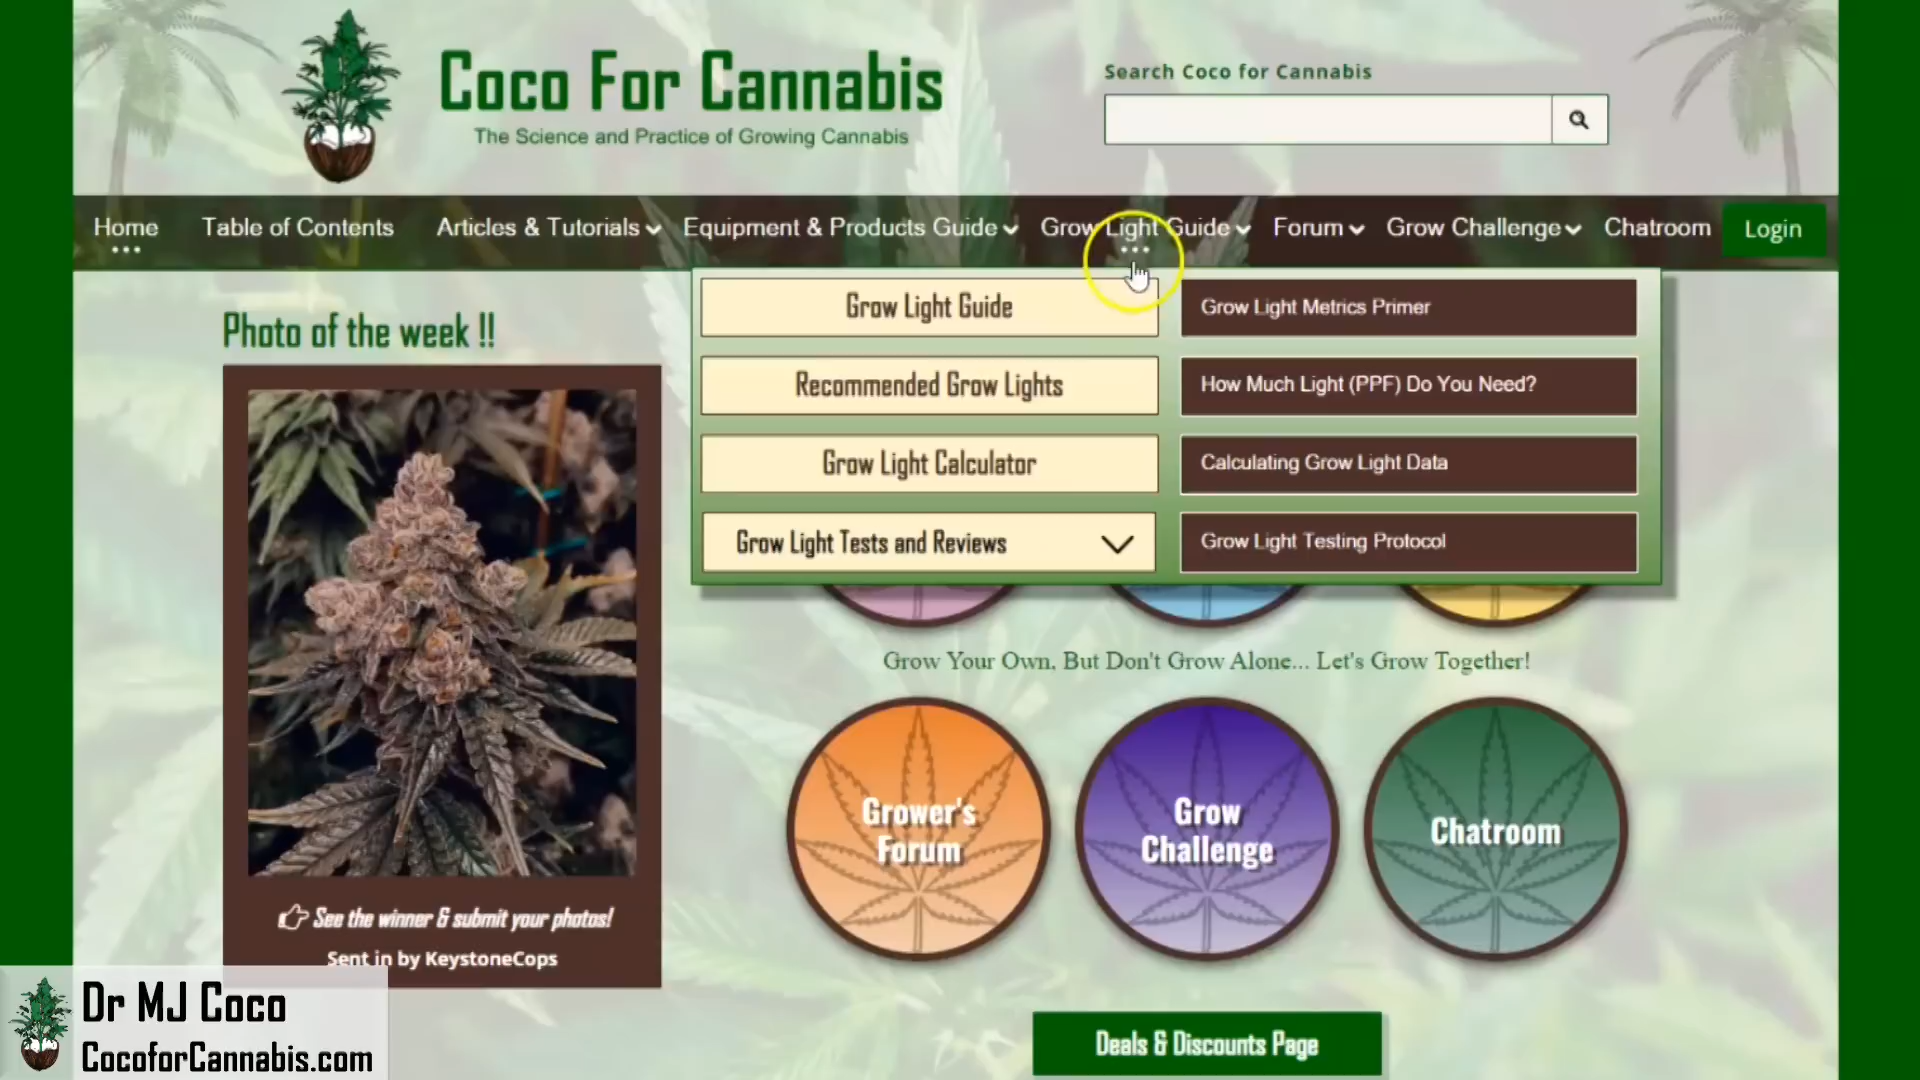 Coco For Cannabis
The Science and Practice of Growing Cannabis
Search Coco for Cannabis
Home
Table of Contents
Articles & Tutorials
Equipment & Products Guide
Grow Light Guide
Forum
Grow Challenge
Chatroom
Login
Photo of the week !!
Grow Light Guide
Grow Light Metrics Primer
Recommended Grow Lights
How Much Light (PPF) Do You Need?
Grow Light Calculator
Calculating Grow Light Data
Grow Light Tests and Reviews
Grow Light Testing Protocol
Grow Your Own, But Don't Grow Alone... Let's Grow Together!
Grower's
Forum
Grow
Challenge
Chatroom
See the winner & submit your photos!
Sent in by KeystoneCops
Deals & Discounts Page
Dr MJ Coco
CocoforCannabis.com